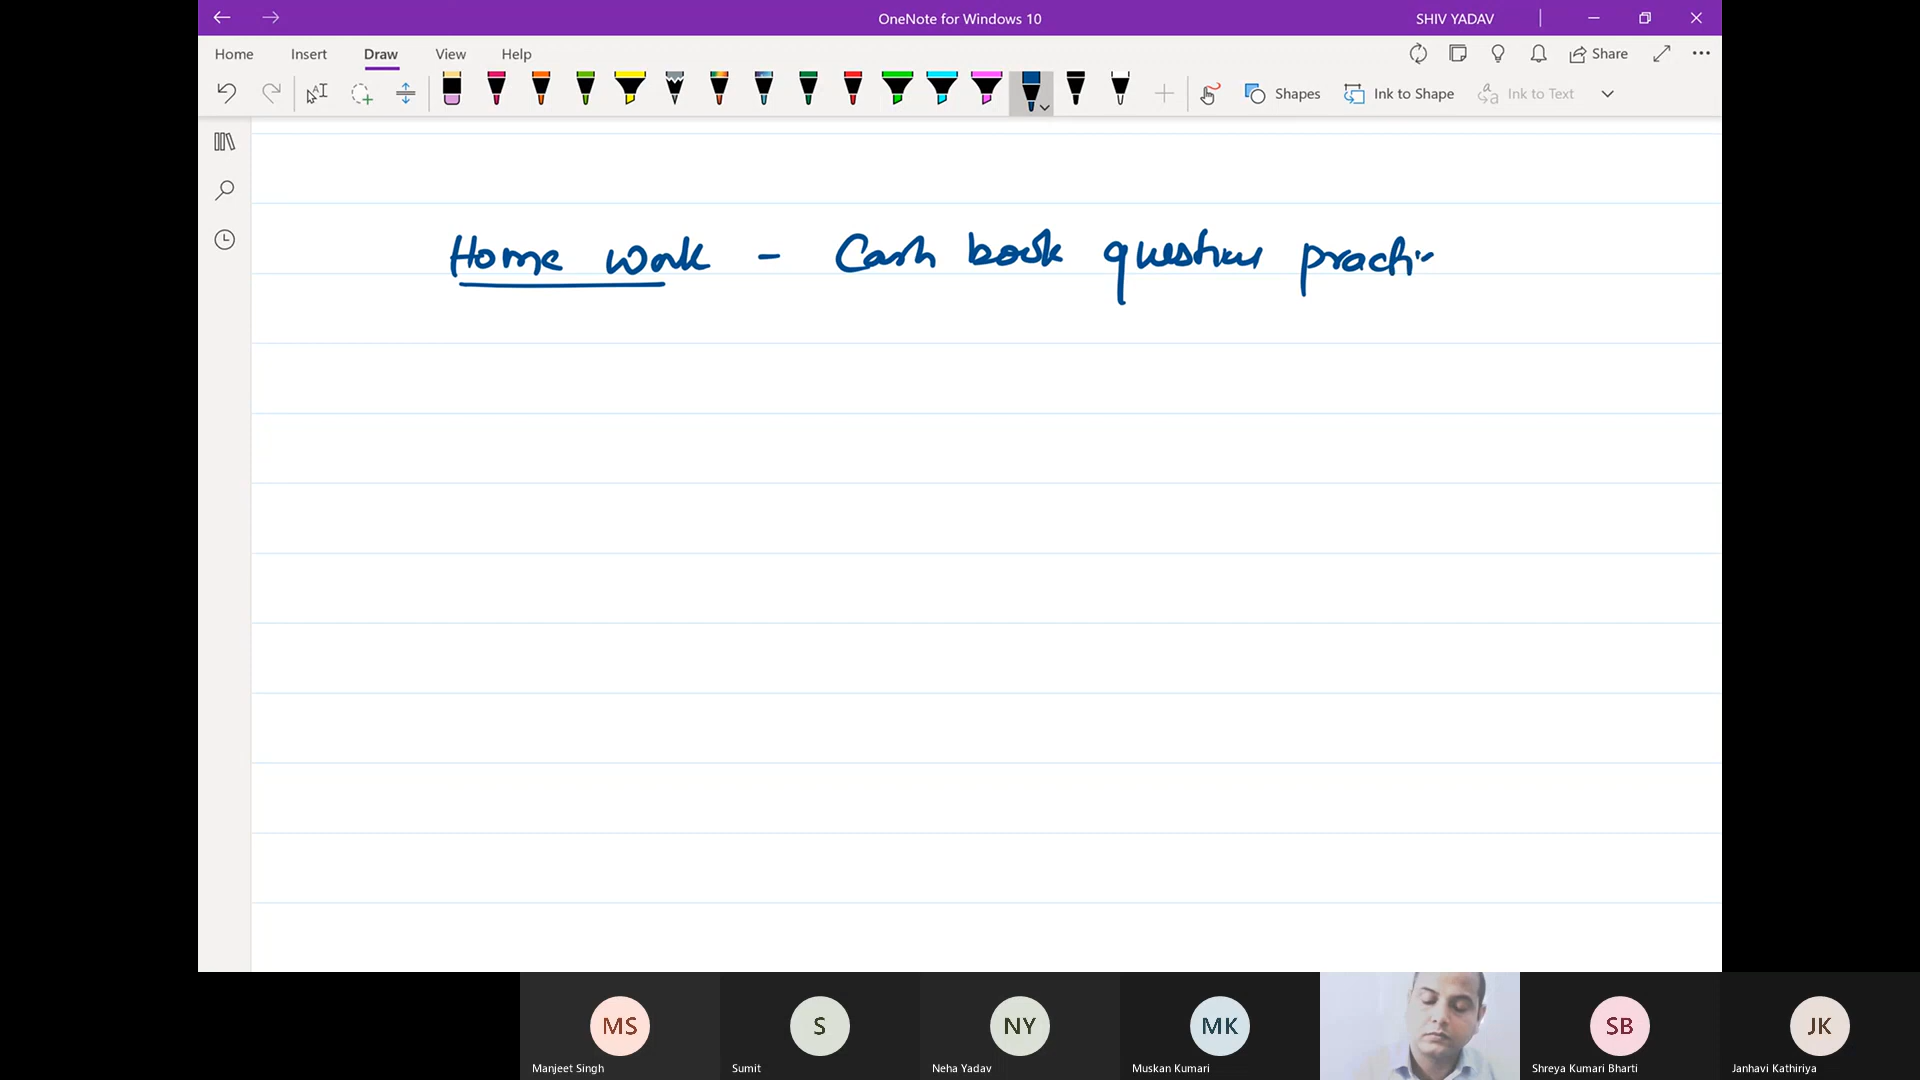 OneNote for Windows 10
SHIV YADAV
Home Insert Draw View Help
Share
Shapes Ink to Shape Ink to Text
Home work - Cash book question practi
MS S NY MK SB JK
Manjeet Singh Sumit Neha Yadav Muskan Kumari Shreya Kumari Bharti Janhavi Kathiriya